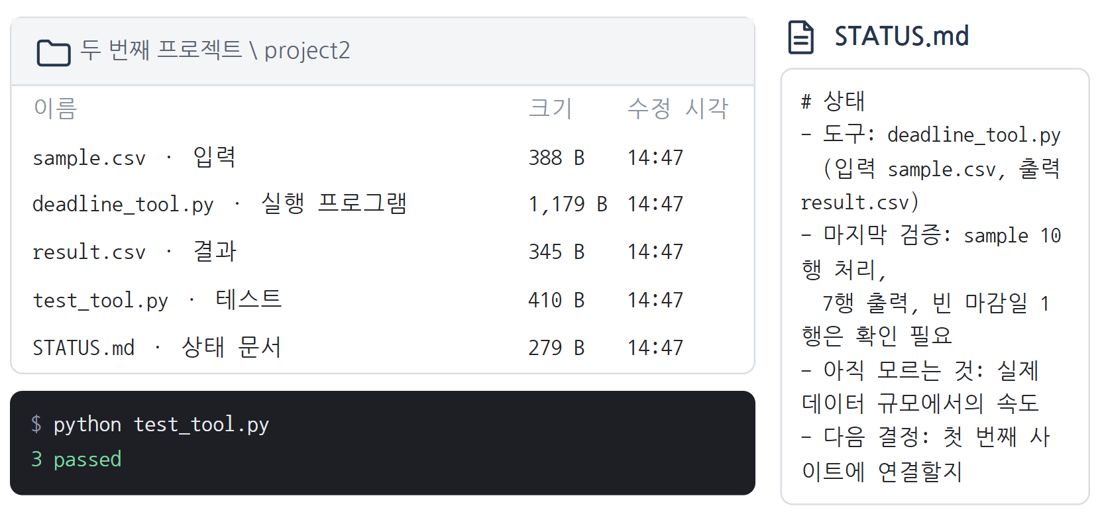 두 번째 프로젝트 \ project2
이름 크기 수정 시각
sample.csv · 입력 388 B 14:47
deadline_tool.py · 실행 프로그램 1,179 B 14:47
result.csv · 결과 345 B 14:47
test_tool.py · 테스트 410 B 14:47
STATUS.md · 상태 문서 279 B 14:47
$ python test_tool.py
3 passed
STATUS.md
# 상태
- 도구: deadline_tool.py
(입력 sample.csv, 출력
result.csv)
- 마지막 검증: sample 10
행 처리,
7행 출력, 빈 마감일 1
행은 확인 필요
- 아직 모르는 것: 실제
데이터 규모에서의 속도
- 다음 결정: 첫 번째 사
이트에 연결할지